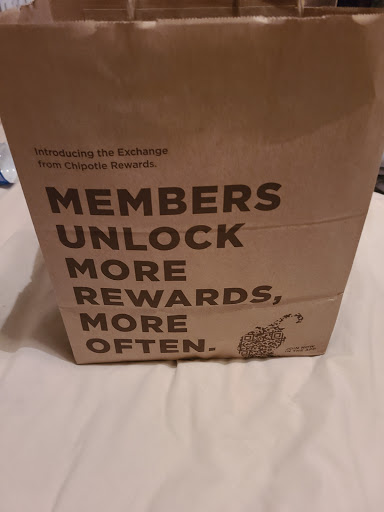 Introducing the Exchange
from Chipotle Rewards.
MEMBERS
UNLOCK
MORE
REWARDS,
MORE
OFTEN.